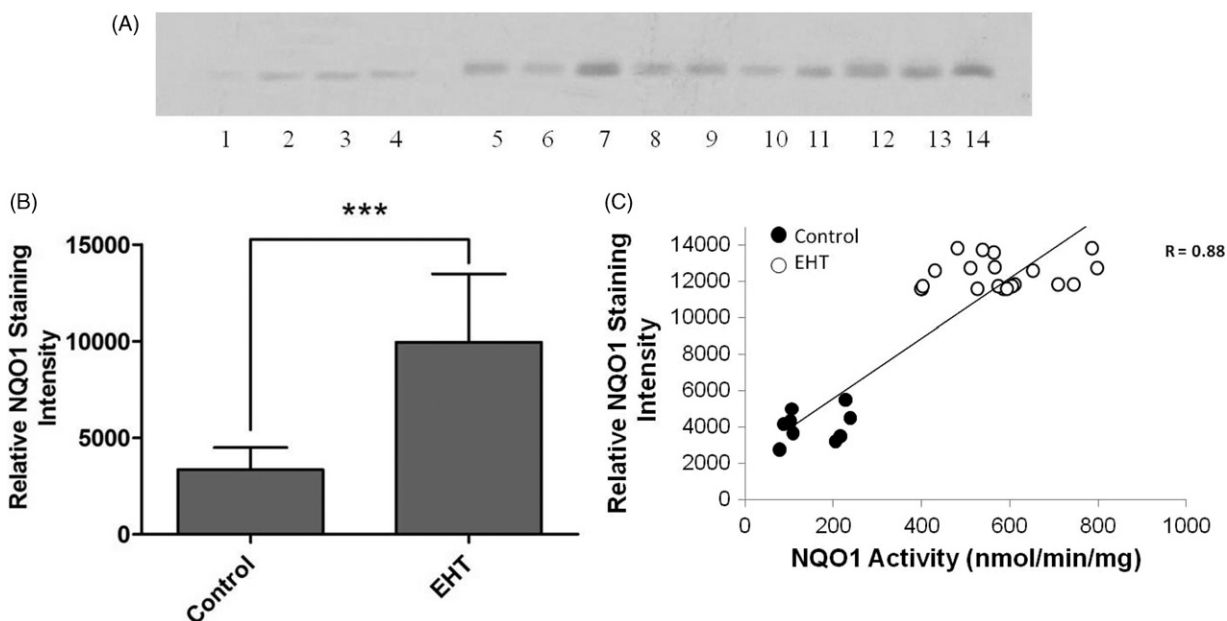 (A)
1 2 3 4 5 6 7 8 9 10 11 12 13 14
(B)
***
Relative NQO1 Staining
Intensity
15000
10000
5000
0
Control
EHT
(C)
Control
EHT
R = 0.88
Relative NQO1 Staining
Intensity
14000
12000
10000
8000
6000
4000
2000
0
0 200 400 600 800 1000
NQO1 Activity (nmol/min/mg)